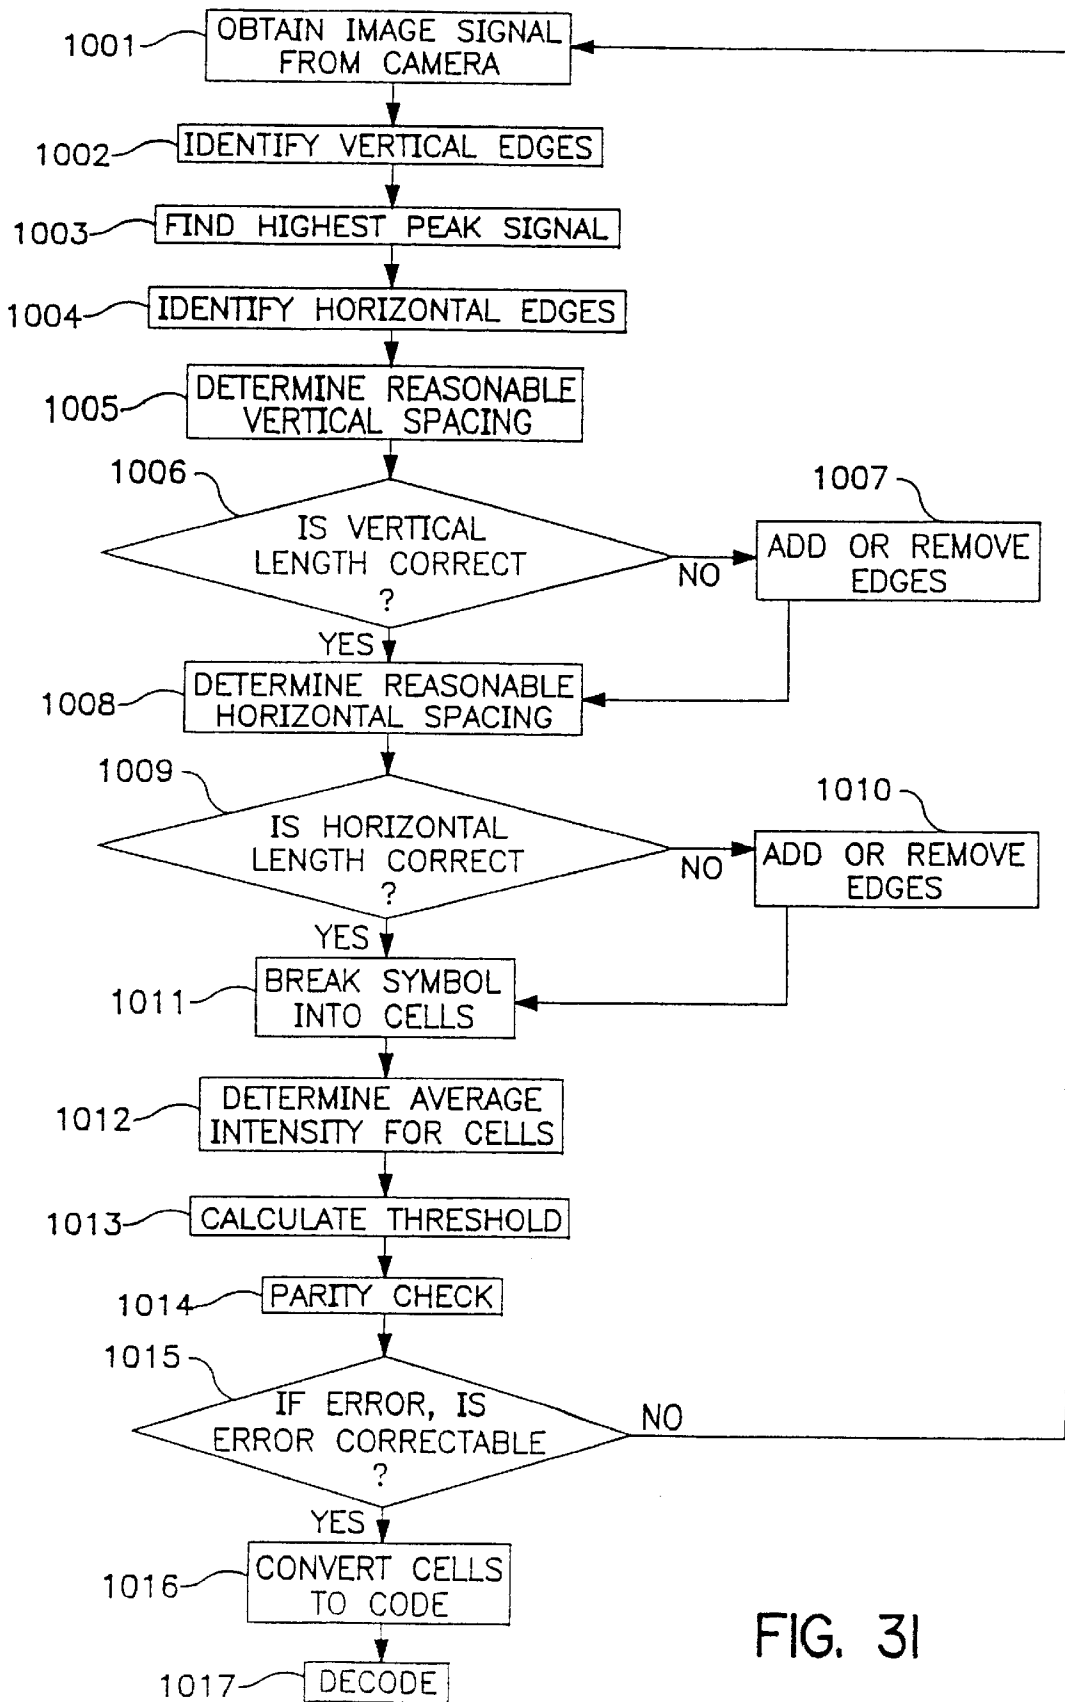 1001
OBTAIN IMAGE SIGNAL
FROM CAMERA
1002
IDENTIFY VERTICAL EDGES
1003
FIND HIGHEST PEAK SIGNAL
1004
IDENTIFY HORIZONTAL EDGES
1005
DETERMINE REASONABLE
VERTICAL SPACING
1006
IS VERTICAL
LENGTH CORRECT
?
NO
1007
ADD OR REMOVE
EDGES
YES
1008
DETERMINE REASONABLE
HORIZONTAL SPACING
1009
IS HORIZONTAL
LENGTH CORRECT
?
NO
1010
ADD OR REMOVE
EDGES
YES
1011
BREAK SYMBOL
INTO CELLS
1012
DETERMINE AVERAGE
INTENSITY FOR CELLS
1013
CALCULATE THRESHOLD
1014
PARITY CHECK
1015
IF ERROR, IS
ERROR CORRECTABLE
?
NO
YES
1016
CONVERT CELLS
TO CODE
1017
DECODE
FIG. 31